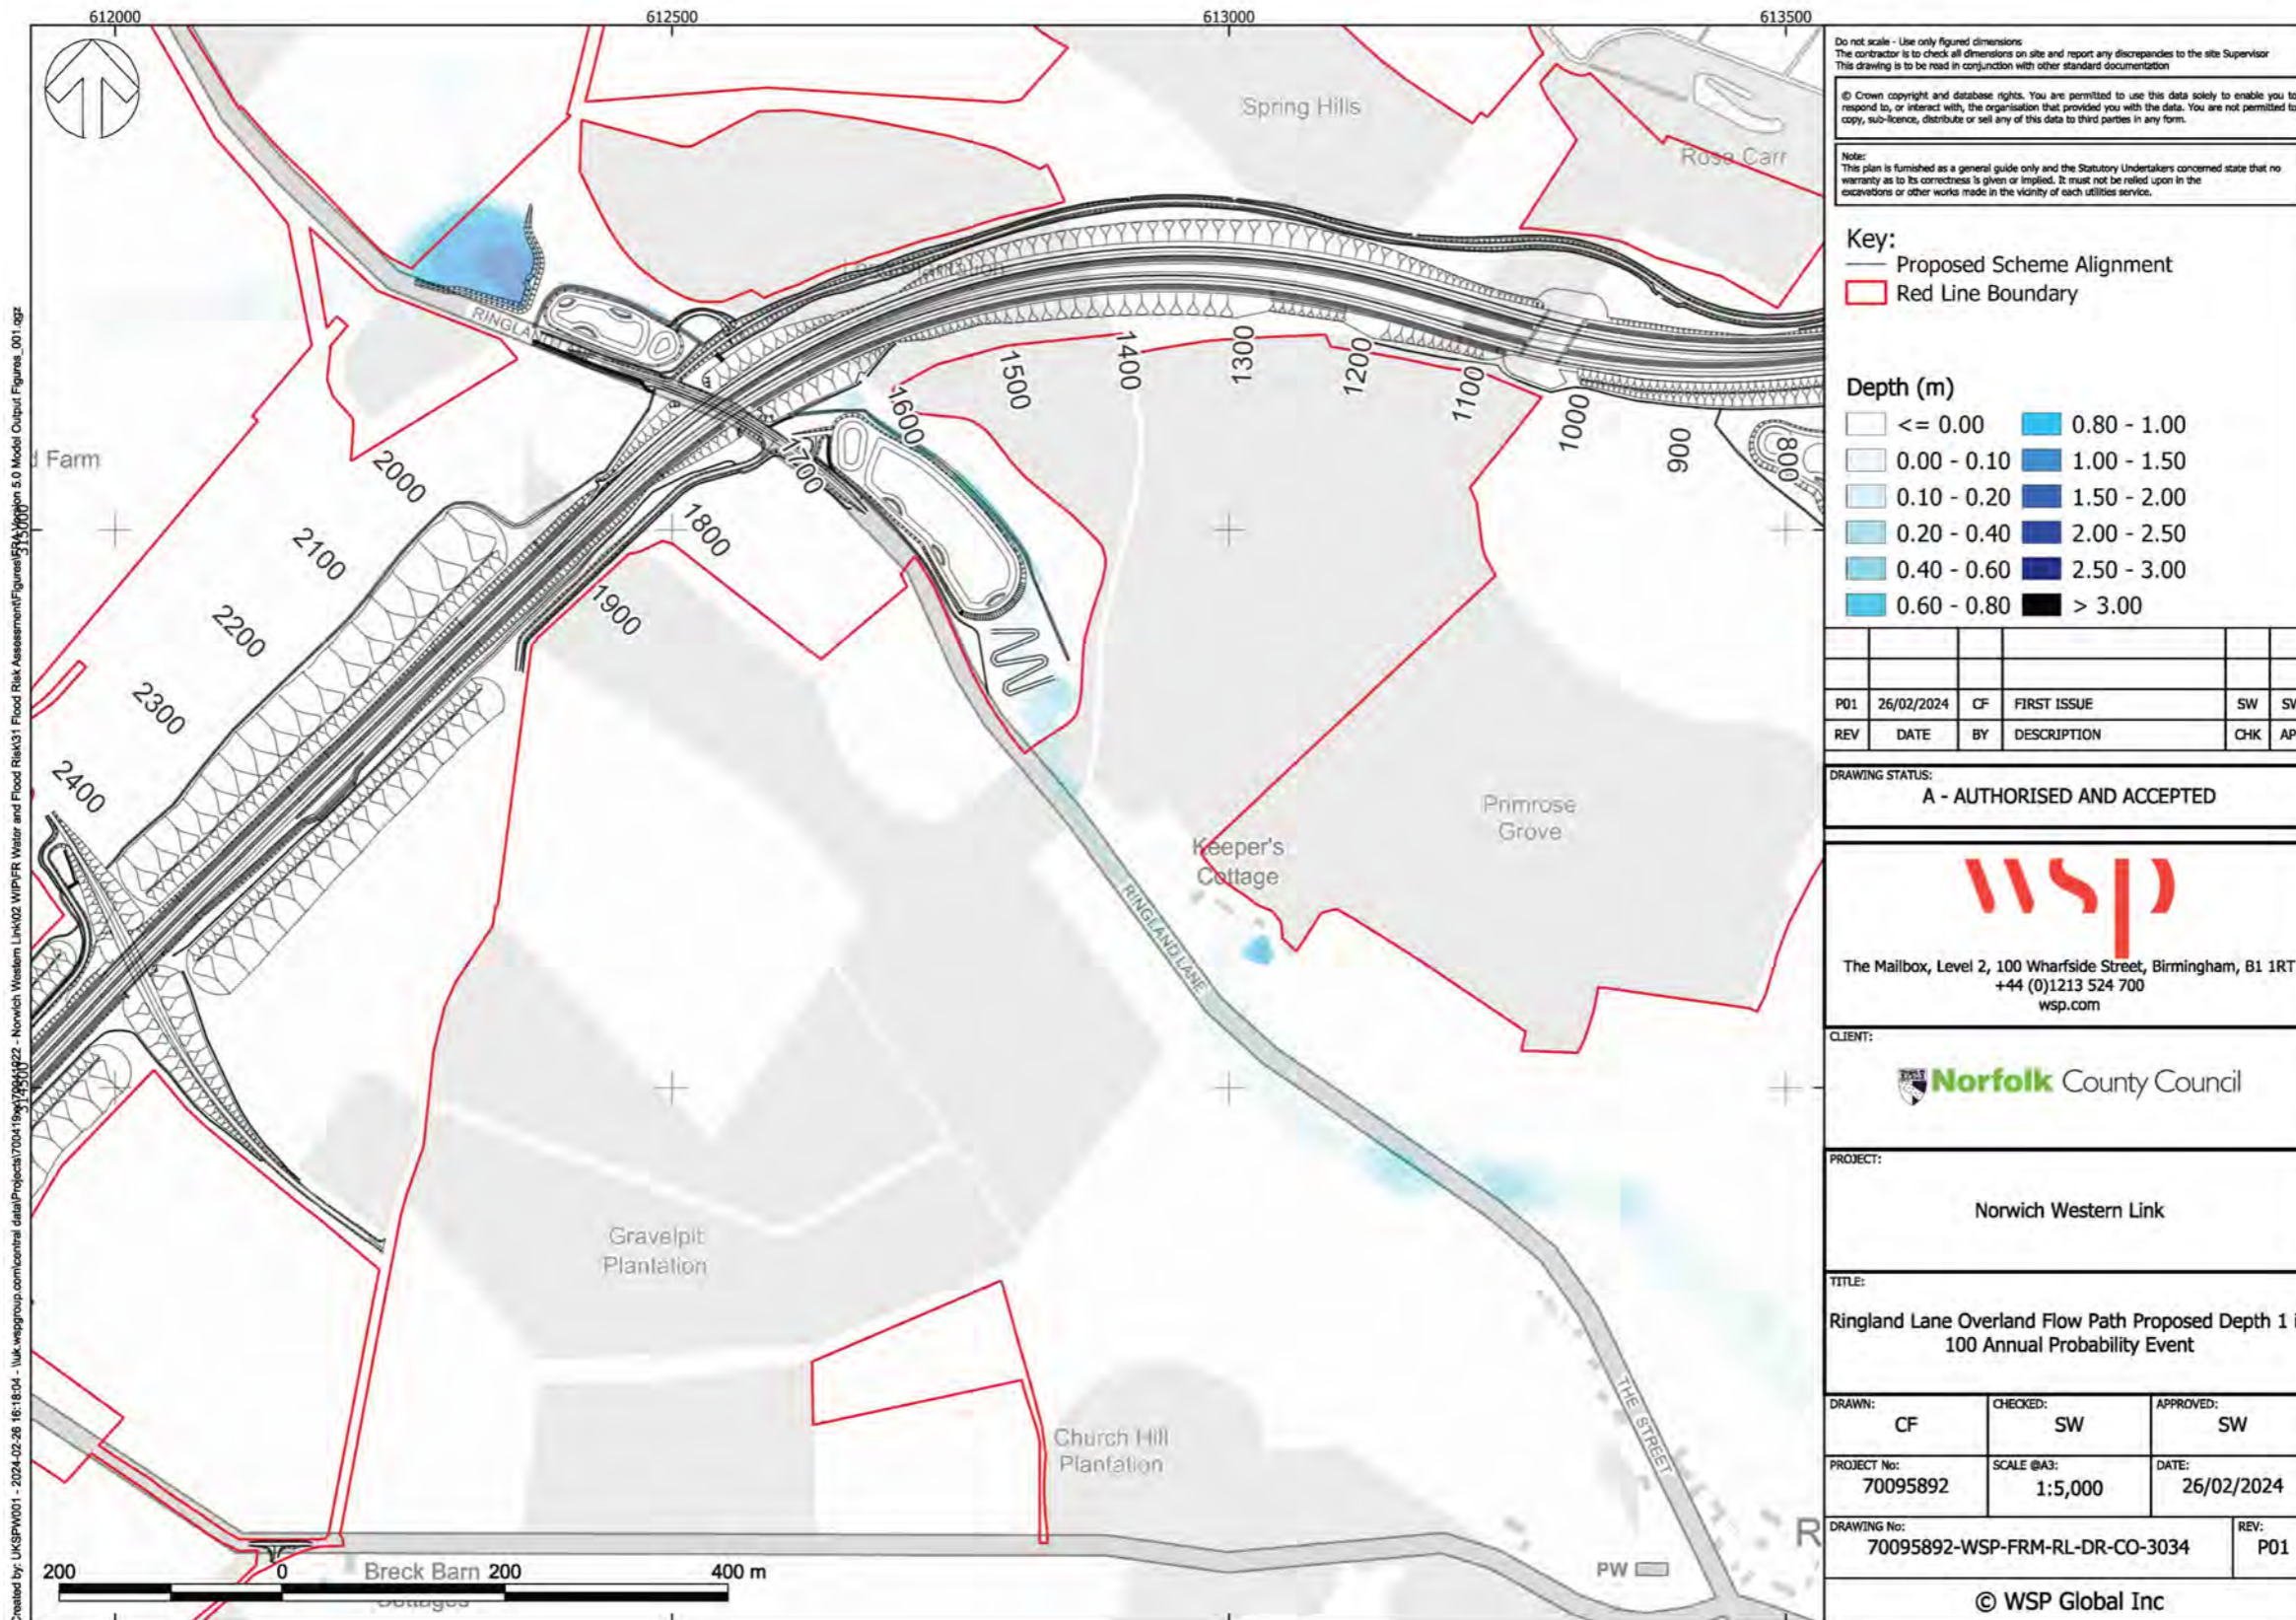 612000
612500
613000
613500
315000
314500
Spring Hills
Rose Carr
RINGLAND LANE
d Farm
2000
2100
2200
2300
2400
1900
1800
1700
1600
1500
1400
1300
1200
1100
1000
900
800
Primrose
Grove
Keeper's
Cottage
RINGLAND LANE
Gravelpit
Plantation
Church Hill
Plantation
THE STREET
PW
R
Breck Barn
Cottages
200
0
200
400 m
Do not scale - Use only figured dimensions
The contractor is to check all dimensions on site and report any discrepancies to the site Supervisor
This drawing is to be read in conjunction with other standard documentation
© Crown copyright and database rights. You are permitted to use this data solely to enable you to
respond to, or interact with, the organisation that provided you with the data. You are not permitted to
copy, sub-licence, distribute or sell any of this data to third parties in any form.
Note:
This plan is furnished as a general guide only and the Statutory Undertakers concerned state that no
warranty as to its correctness is given or implied. It must not be relied upon in the
excavations or other works made in the vicinity of each utilities service.
Key:
Proposed Scheme Alignment
Red Line Boundary
Depth (m)
<= 0.00
0.00 - 0.10
0.10 - 0.20
0.20 - 0.40
0.40 - 0.60
0.60 - 0.80
0.80 - 1.00
1.00 - 1.50
1.50 - 2.00
2.00 - 2.50
2.50 - 3.00
> 3.00
P01 26/02/2024 CF FIRST ISSUE SW SW
REV DATE BY DESCRIPTION CHK AP
DRAWING STATUS:
A - AUTHORISED AND ACCEPTED
wsp
The Mailbox, Level 2, 100 Wharfside Street, Birmingham, B1 1RT
+44 (0)1213 524 700
wsp.com
CLIENT:
Norfolk County Council
PROJECT:
Norwich Western Link
TITLE:
Ringland Lane Overland Flow Path Proposed Depth 1 i
100 Annual Probability Event
DRAWN: CHECKED: APPROVED:
CF SW SW
PROJECT No: SCALE @A3: DATE:
70095892 1:5,000 26/02/2024
DRAWING No: REV:
70095892-WSP-FRM-RL-DR-CO-3034 P01
© WSP Global Inc